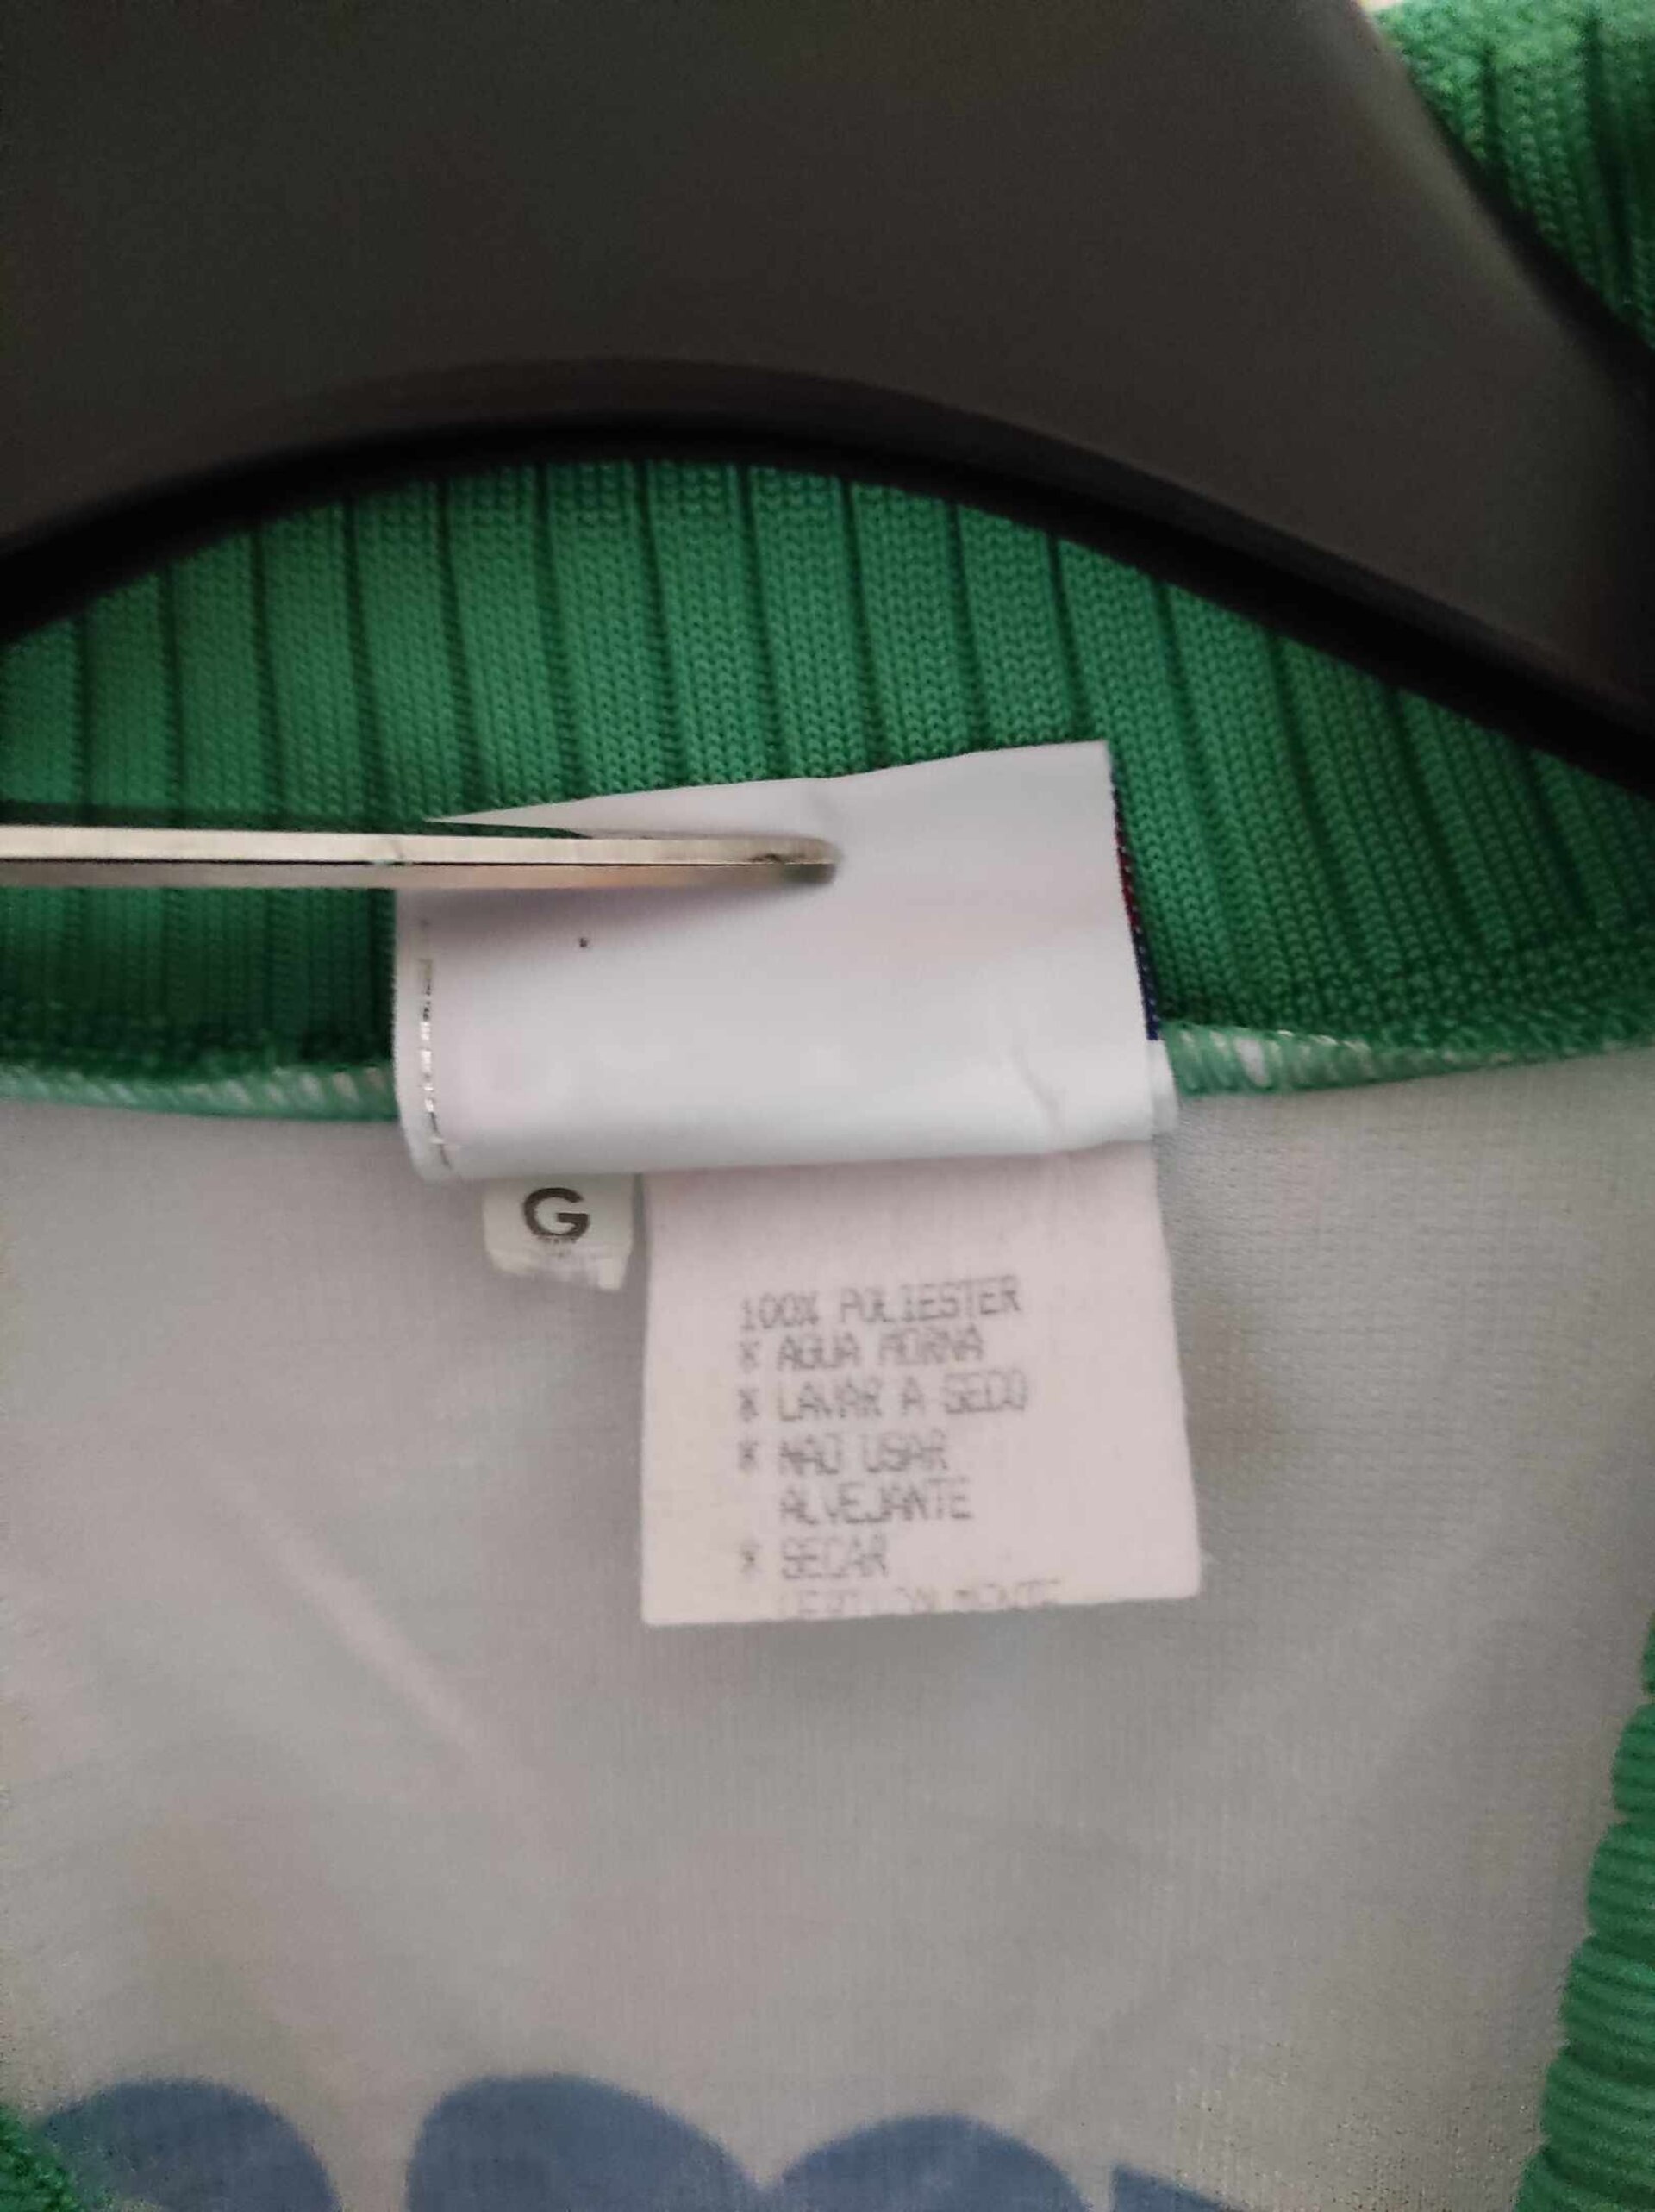 G
100% POLIESTER
* AGUA MORNA
* LAVAR A SECO
* NAO USAR
ALVEJANTE
* SECAR